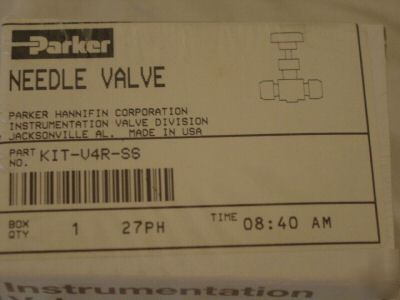 Parker
NEEDLE VALVE
PARKER HANNIFIN CORPORATION
INSTRUMENTATION VALVE DIVISION
JACKSONVILLE AL. MADE IN USA
PART NO. KIT-V4R-SS
BOX QTY 1 27PH TIME 08:40 AM
Instrumentation